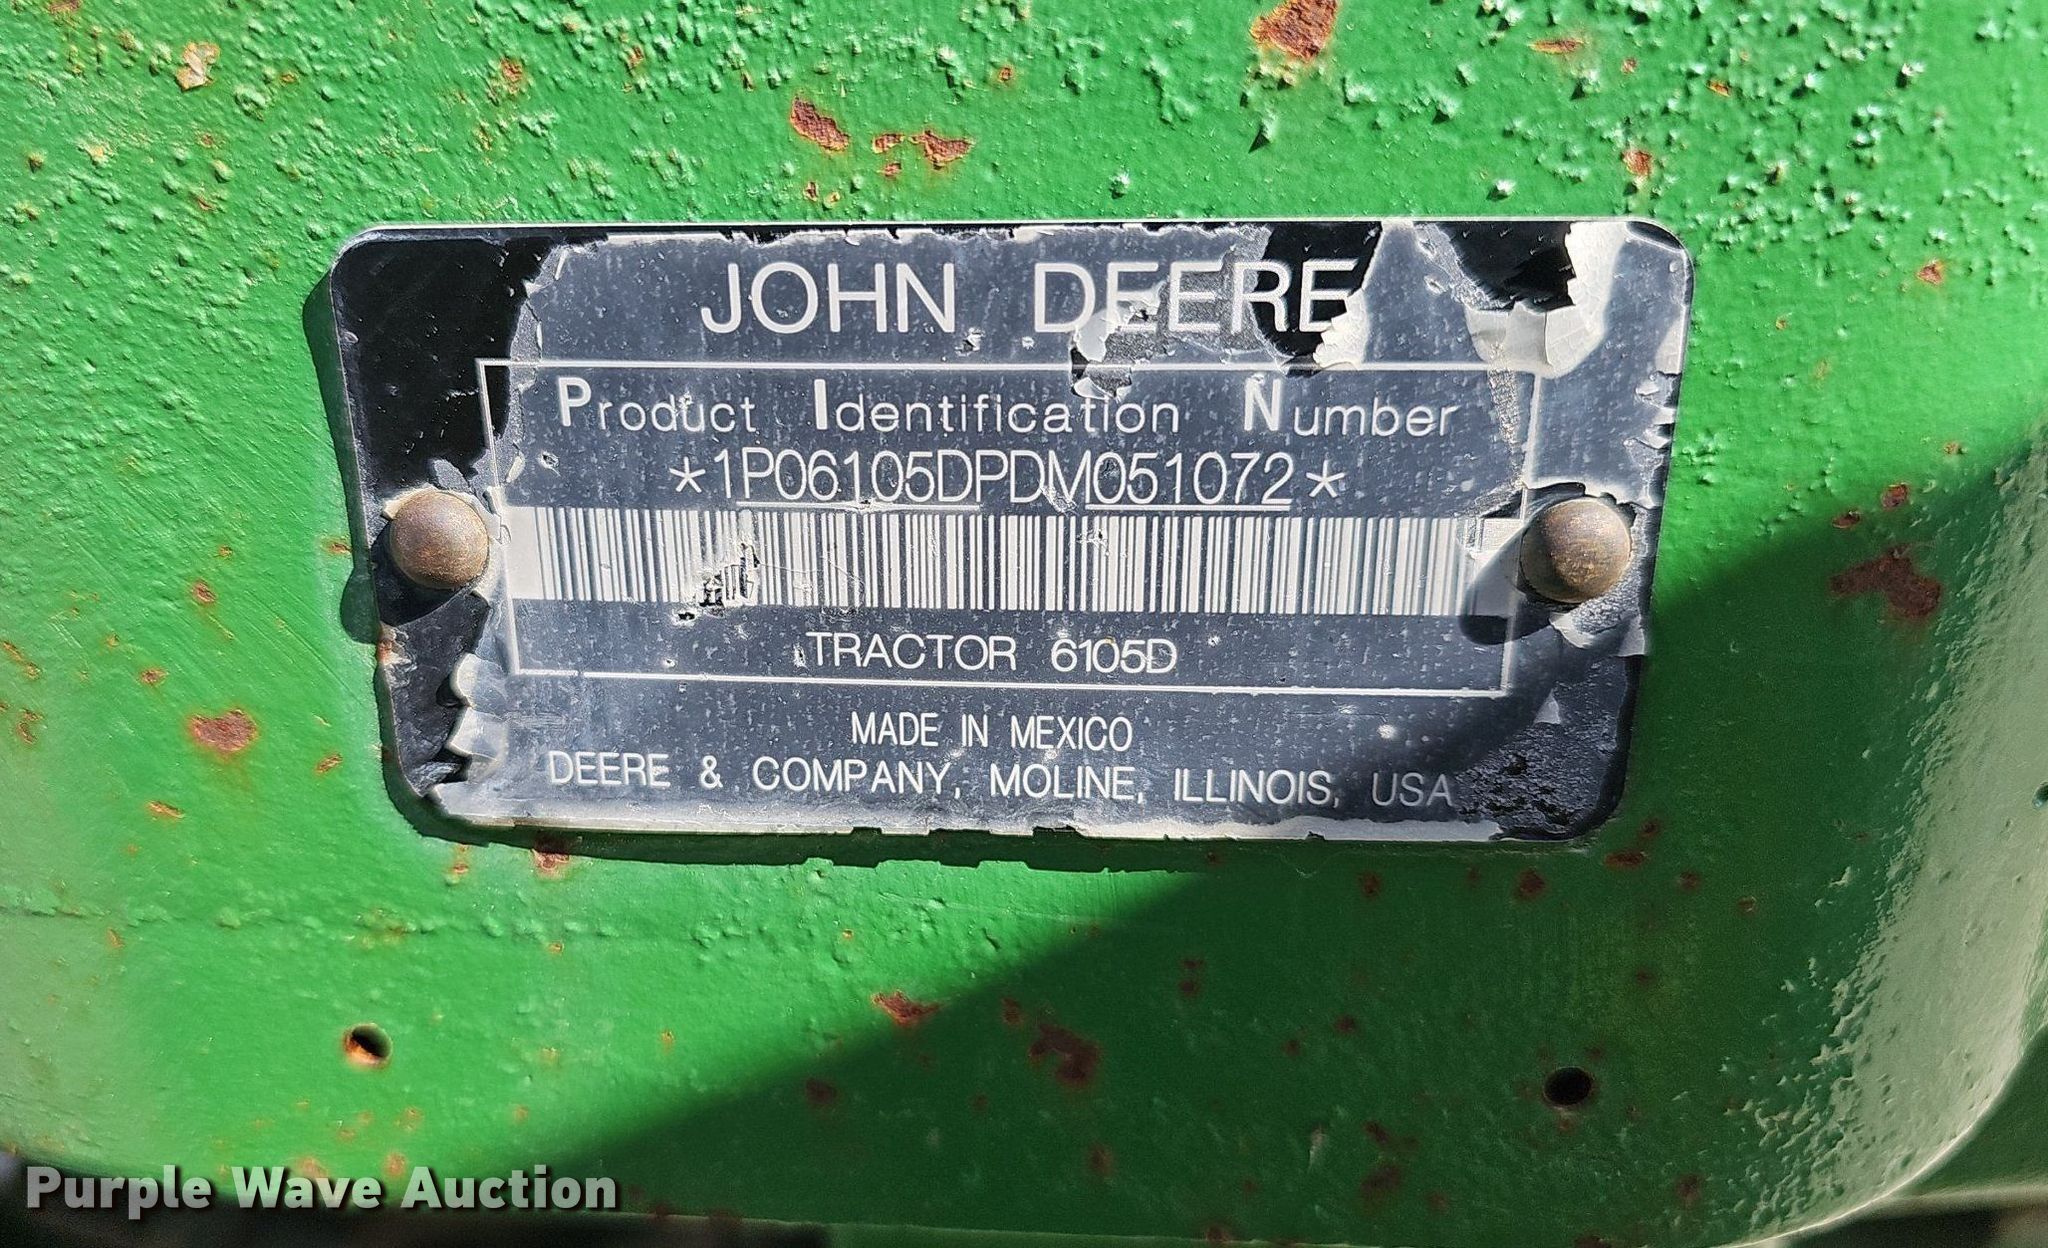 JOHN DEERE
Product Identification Number
*1P06105DPDM051072*
TRACTOR 6105D
MADE IN MEXICO
DEERE & COMPANY, MOLINE, ILLINOIS, USA
Purple Wave Auction